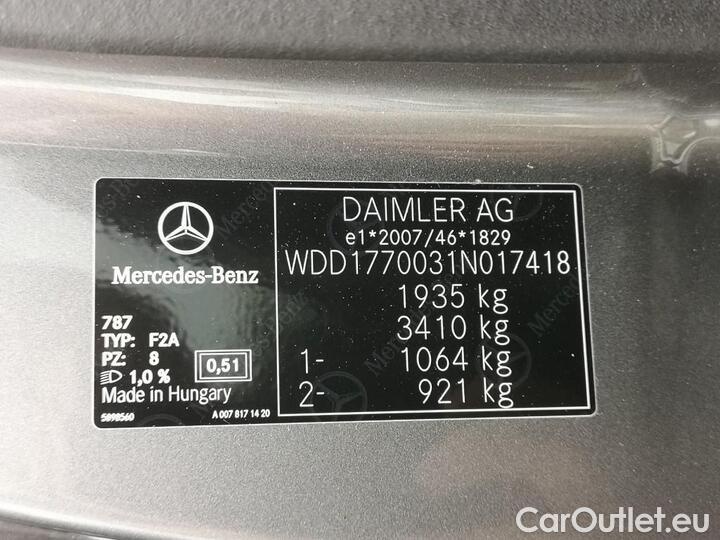 Mercedes-Benz
787
TYP: F2A
PZ: 8
1,0 %
0,51
Made in Hungary
5898560
A 007 817 14 20
DAIMLER AG
e1*2007/46*1829
WDD1770031N017418
1935 kg
3410 kg
1- 1064 kg
2- 921 kg
CarOutlet.eu